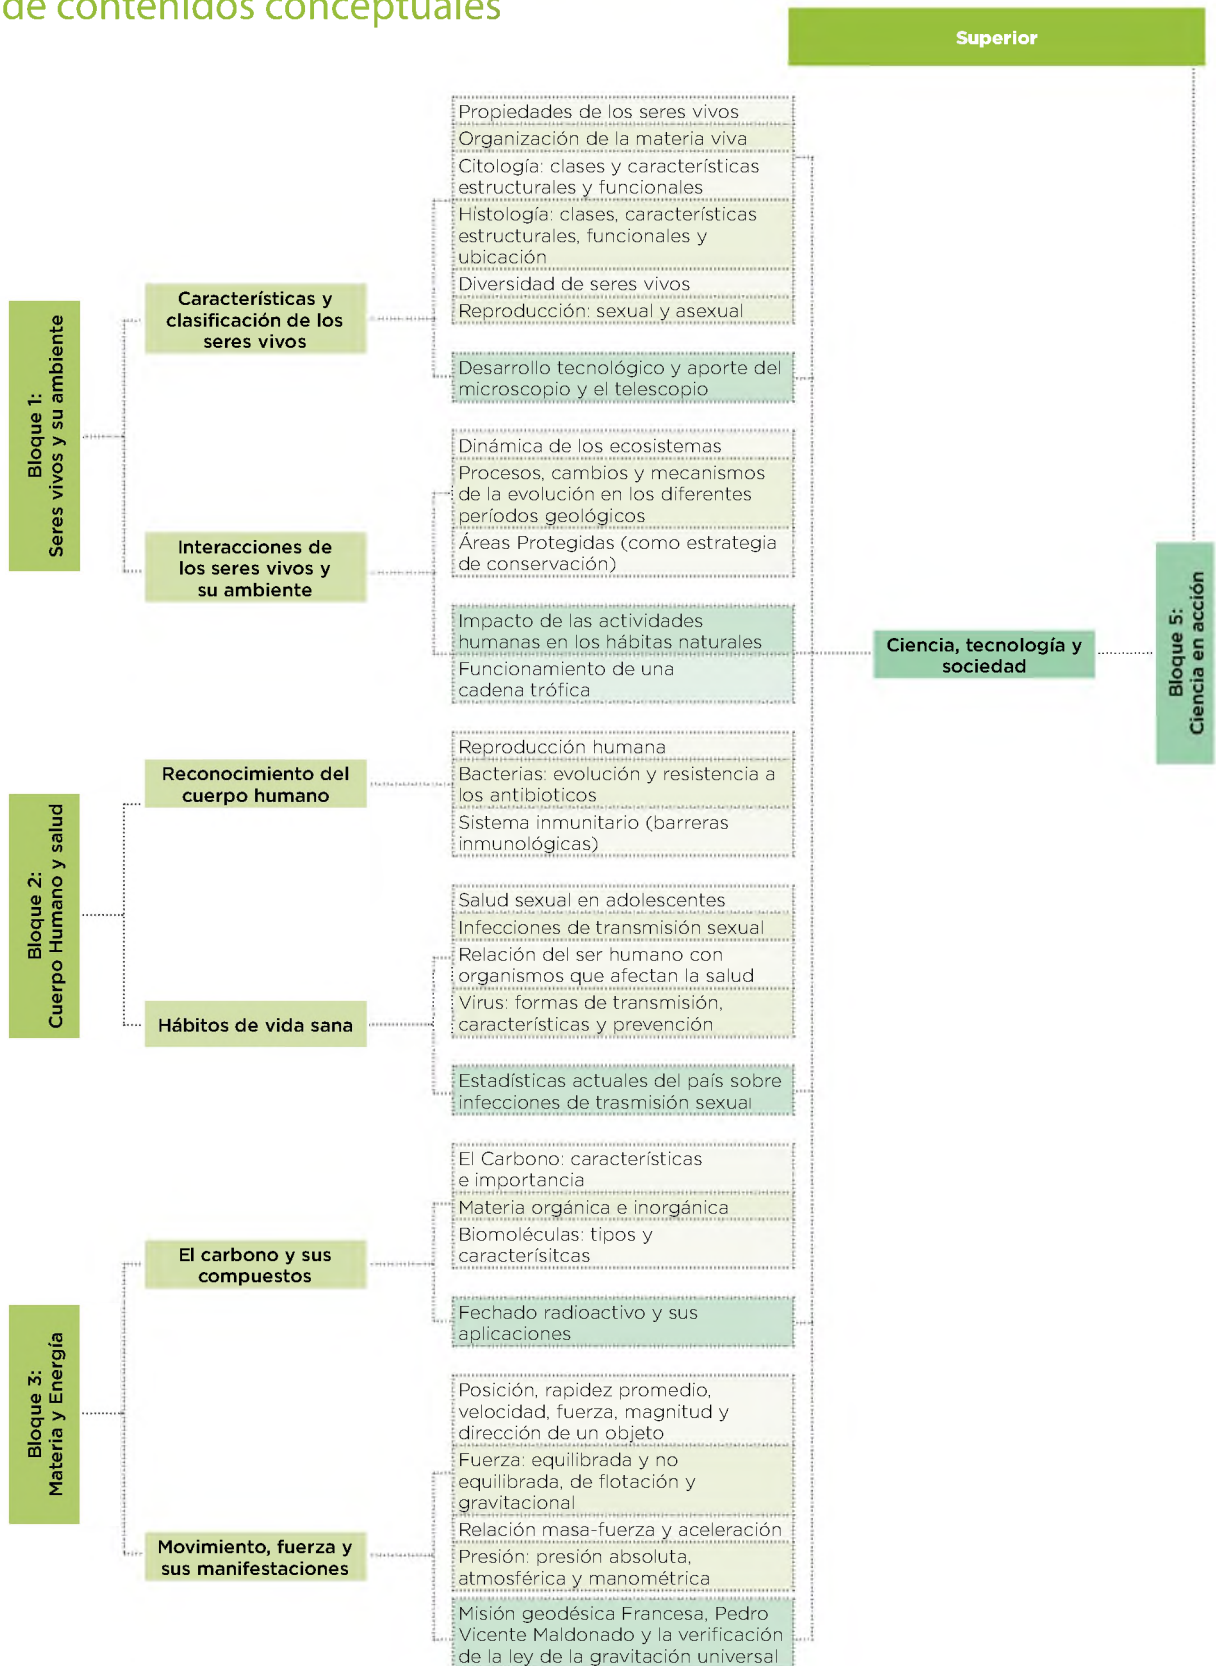 de contenidos conceptuales
Superior
Bloque 1:
Seres vivos y su ambiente
Características y
clasificación de los
seres vivos
Propiedades de los seres vivos
Organización de la materia viva
Citología: clases y características
estructurales y funcionales
Histología: clases, características
estructurales, funcionales y
ubicación
Diversidad de seres vivos
Reproducción: sexual y asexual
Desarrollo tecnológico y aporte del
microscopio y el telescopio
Interacciones de
los seres vivos y
su ambiente
Dinámica de los ecosistemas
Procesos, cambios y mecanismos
de la evolución en los diferentes
períodos geológicos
Áreas Protegidas (como estrategia
de conservación)
Impacto de las actividades
humanas en los hábitas naturales
Funcionamiento de una
cadena trófica
Ciencia, tecnología y
sociedad
Bloque 5:
Ciencia en acción
Bloque 2:
Cuerpo Humano y salud
Reconocimiento del
cuerpo humano
Reproducción humana
Bacterias: evolución y resistencia a
los antibioticos
Sistema inmunitario (barreras
inmunológicas)
Hábitos de vida sana
Salud sexual en adolescentes
Infecciones de transmisión sexual
Relación del ser humano con
organismos que afectan la salud
Virus: formas de transmisión,
características y prevención
Estadísticas actuales del país sobre
infecciones de trasmisión sexual
Bloque 3:
Materia y Energía
El carbono y sus
compuestos
El Carbono: características
e importancia
Materia orgánica e inorgánica
Biomoléculas: tipos y
caracterísitcas
Fechado radioactivo y sus
aplicaciones
Movimiento, fuerza y
sus manifestaciones
Posición, rapidez promedio,
velocidad, fuerza, magnitud y
dirección de un objeto
Fuerza: equilibrada y no
equilibrada, de flotación y
gravitacional
Relación masa-fuerza y aceleración
Presión: presión absoluta,
atmosférica y manométrica
Misión geodésica Francesa, Pedro
Vicente Maldonado y la verificación
de la ley de la gravitación universal